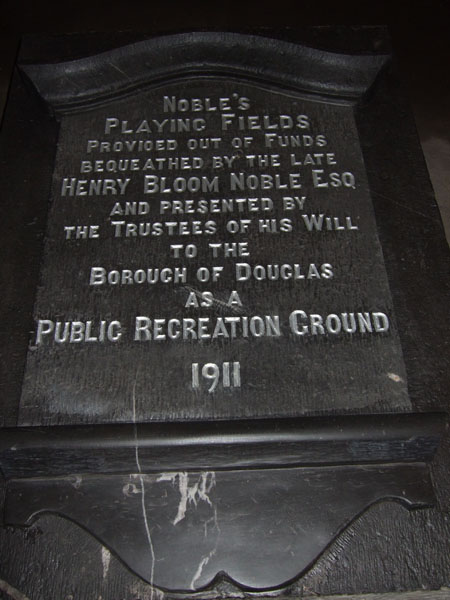 Noble's
Playing Fields
Provided out of Funds
bequeathed by the late
Henry Bloom Noble Esq
and presented by
the Trustees of his Will
to the
Borough of Douglas
as a
Public Recreation Ground
1911